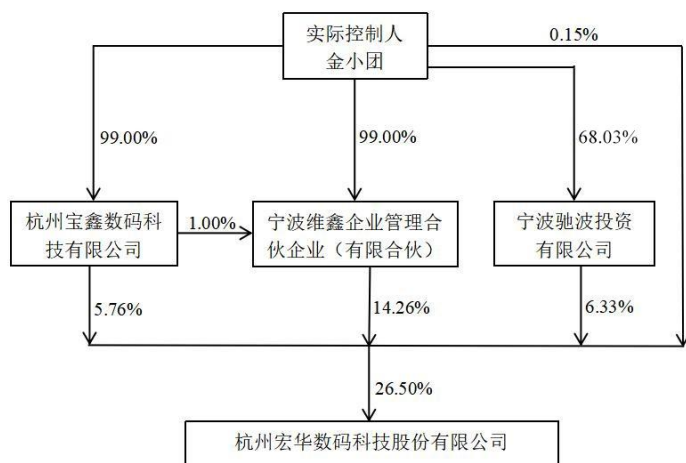 实际控制人
金小团
0.15%
99.00%
99.00%
68.03%
杭州宝鑫数码科
技有限公司
1.00%
宁波维鑫企业管理合
伙企业（有限合伙）
宁波驰波投资
有限公司
5.76%
14.26%
6.33%
26.50%
杭州宏华数码科技股份有限公司